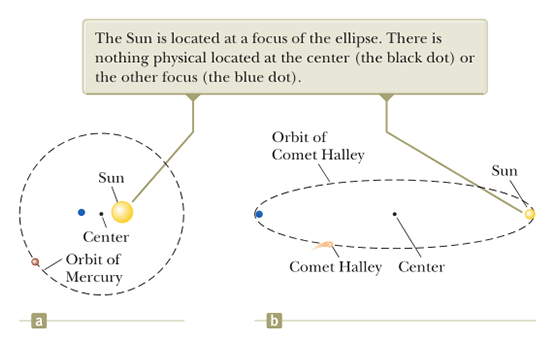 The Sun is located at a focus of the ellipse. There is
nothing physical located at the center (the black dot) or
the other focus (the blue dot).
Sun
Center
Orbit of
Mercury
a
Orbit of
Comet Halley
Sun
Comet Halley
Center
b